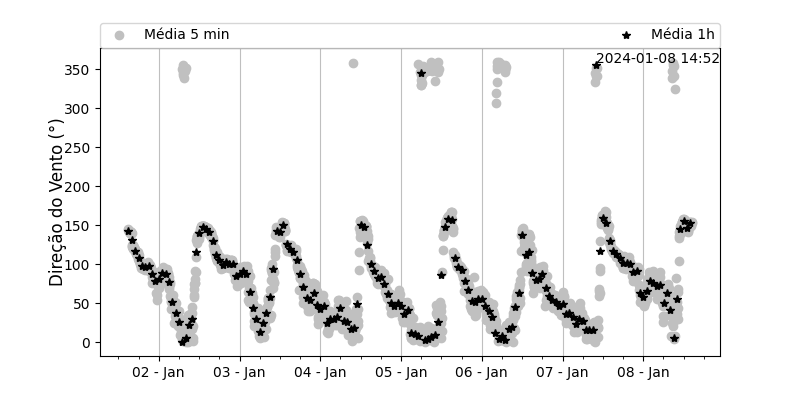 Média 5 min
Média 1h
2024-01-08 14:52
Direção do Vento (°)
350
300
250
200
150
100
50
0
02 - Jan
03 - Jan
04 - Jan
05 - Jan
06 - Jan
07 - Jan
08 - Jan